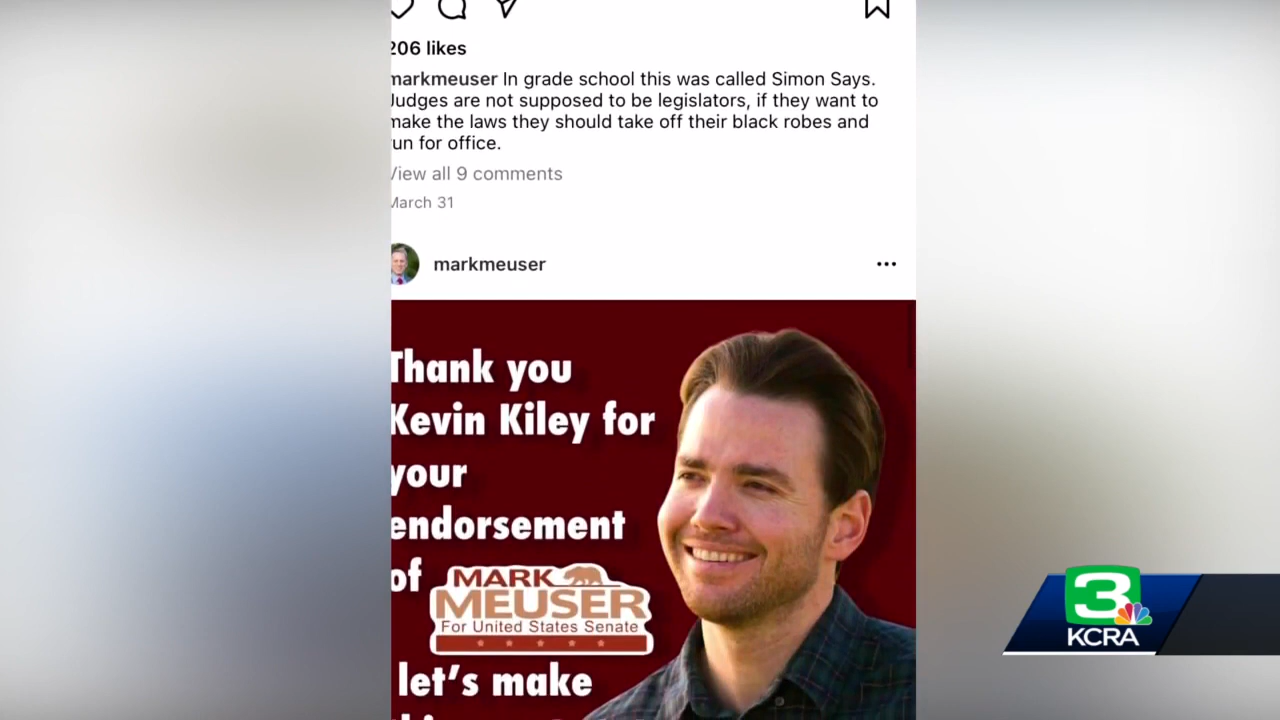 206 likes
markmeuser In grade school this was called Simon Says.
Judges are not supposed to be legislators, if they want to
make the laws they should take off their black robes and
run for office.
View all 9 comments
March 31
markmeuser
Thank you
Kevin Kiley for
your
endorsement
of
MARK
MEUSER
For United States Senate
let's make
3
KCRA